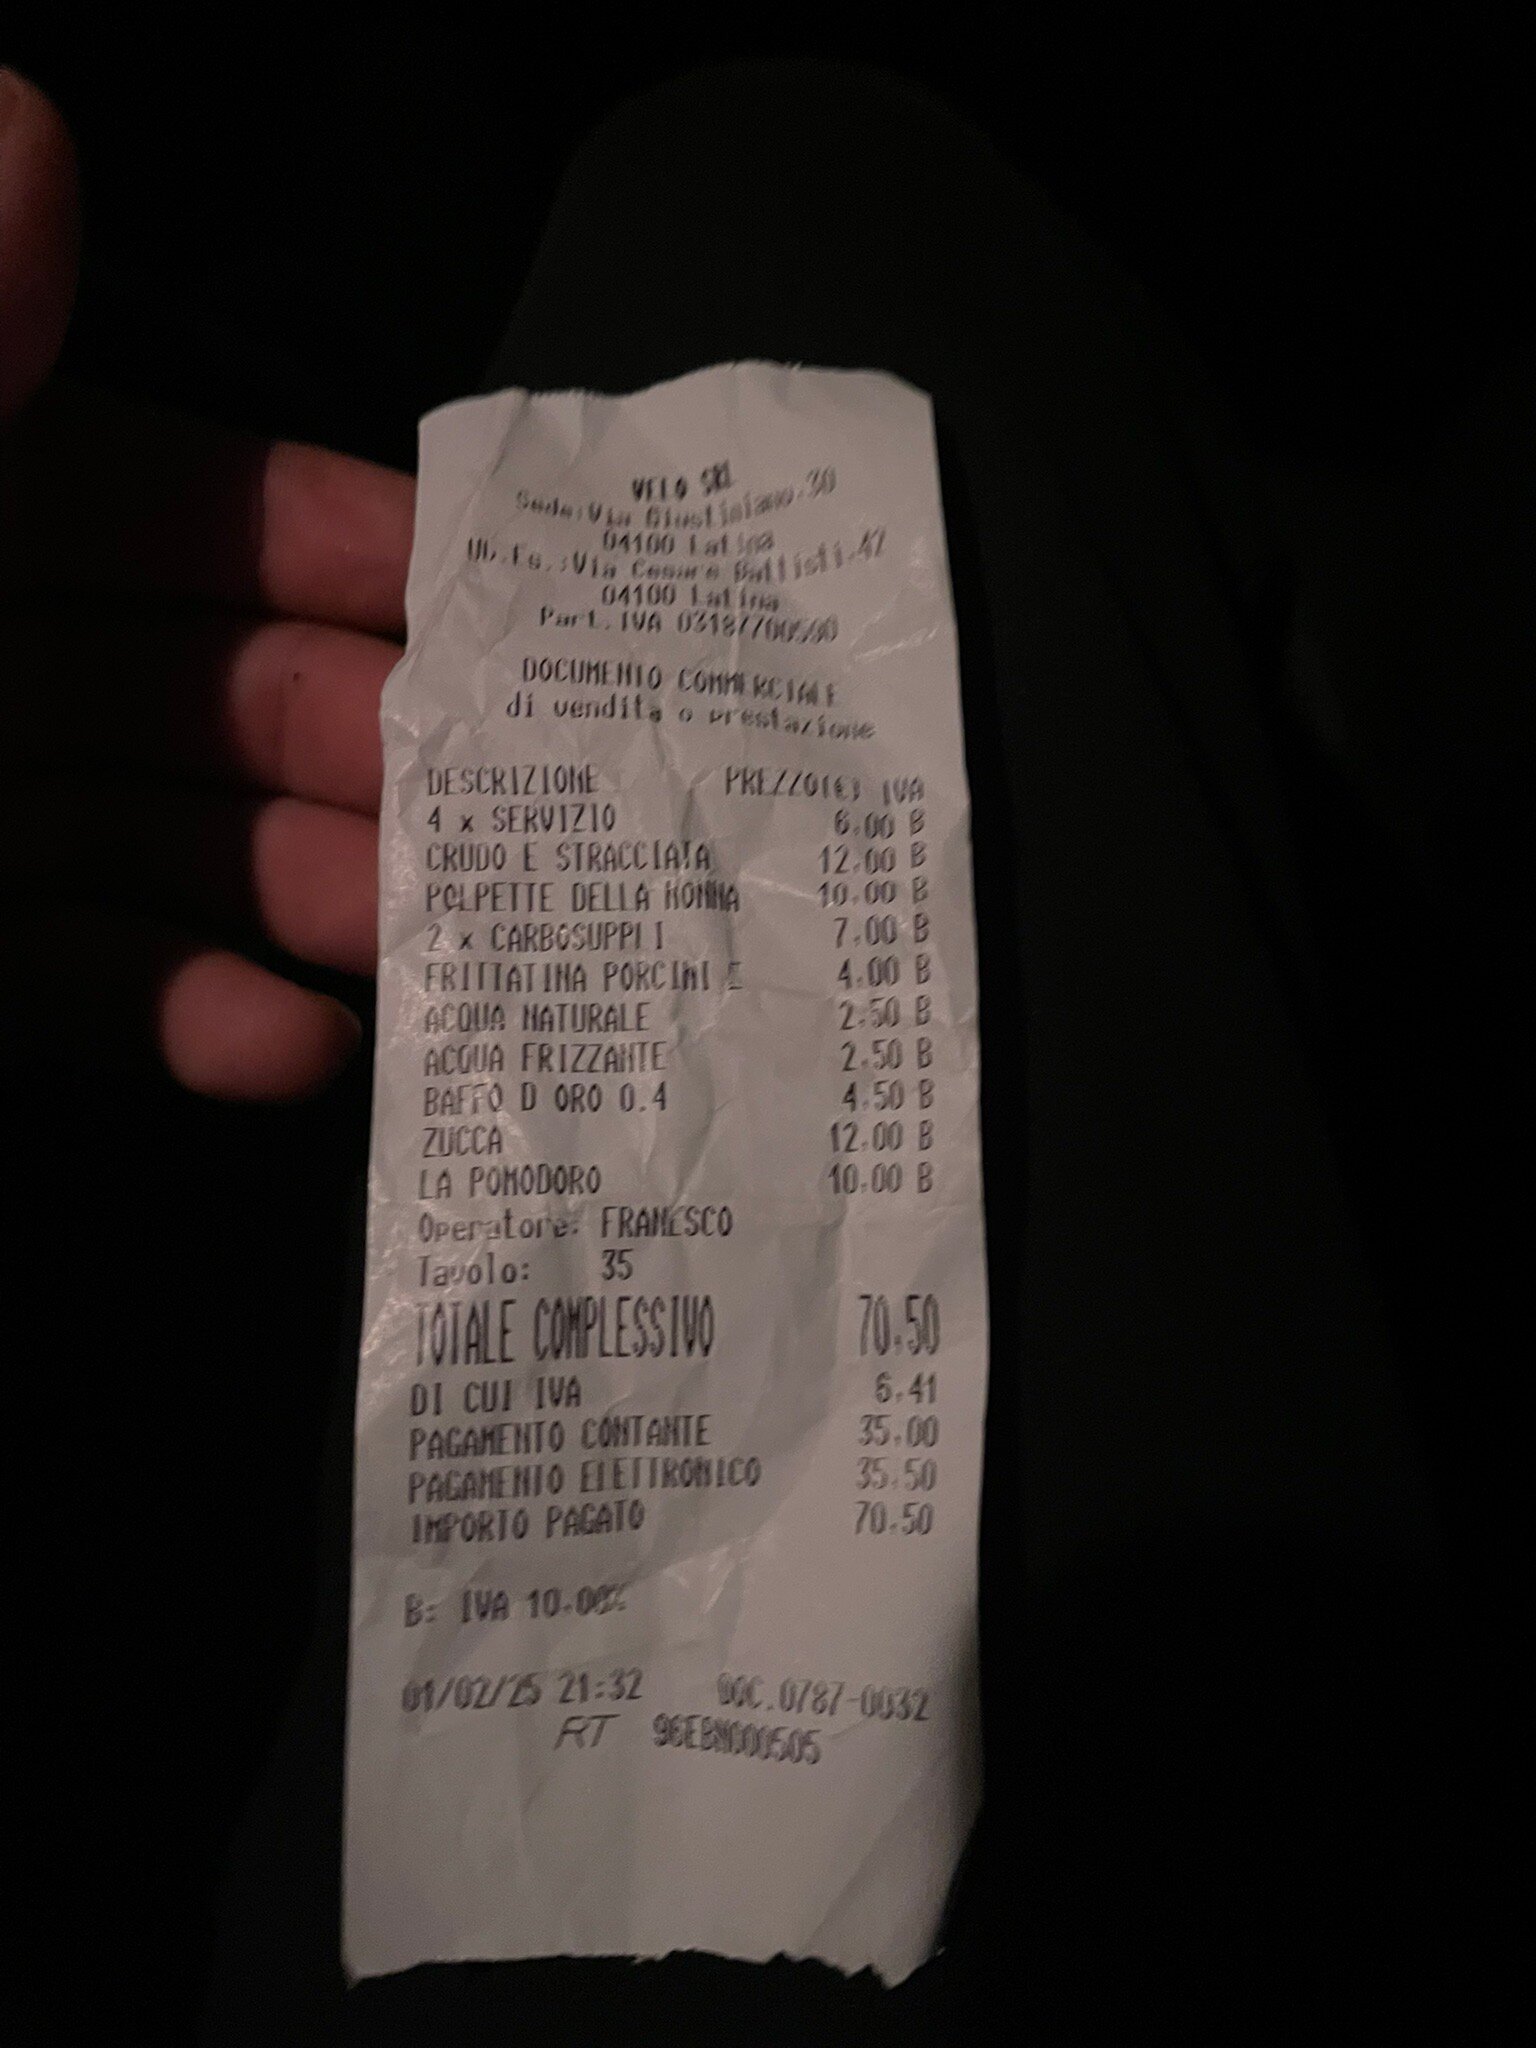 VELO SRL
Sede:Via Giustiniano.30
04100 Latina
Ub.Es.:Via Cesare Battisti.47
04100 Latina
Part.IVA
DOCUMENTO COMMERCIALE
di vendita o prestazione
DESCRIZIONE PREZZO(€) IVA
4 x SERVIZIO 6.00 B
CRUDO E STRACCIATA 12.00 B
POLPETTE DELLA NONNA 10.00 B
2 x CARBOSUPPLI 7.00 B
FRITTATINA PORCINI E 4.00 B
ACQUA NATURALE 2.50 B
ACQUA FRIZZANTE 2.50 B
BAFFO D ORO 0.4 4.50 B
ZUCCA 12.00 B
LA POMODORO 10.00 B
Operatore: FRANESCO
Tavolo: 35
TOTALE COMPLESSIVO 70.50
DI CUI IVA 6.41
PAGAMENTO CONTANTE 35.00
PAGAMENTO ELETTRONICO 35.50
IMPORTO PAGATO 70.50
B: IVA 10.00%
01/02/25 21:32 DOC.0787-0032
RT